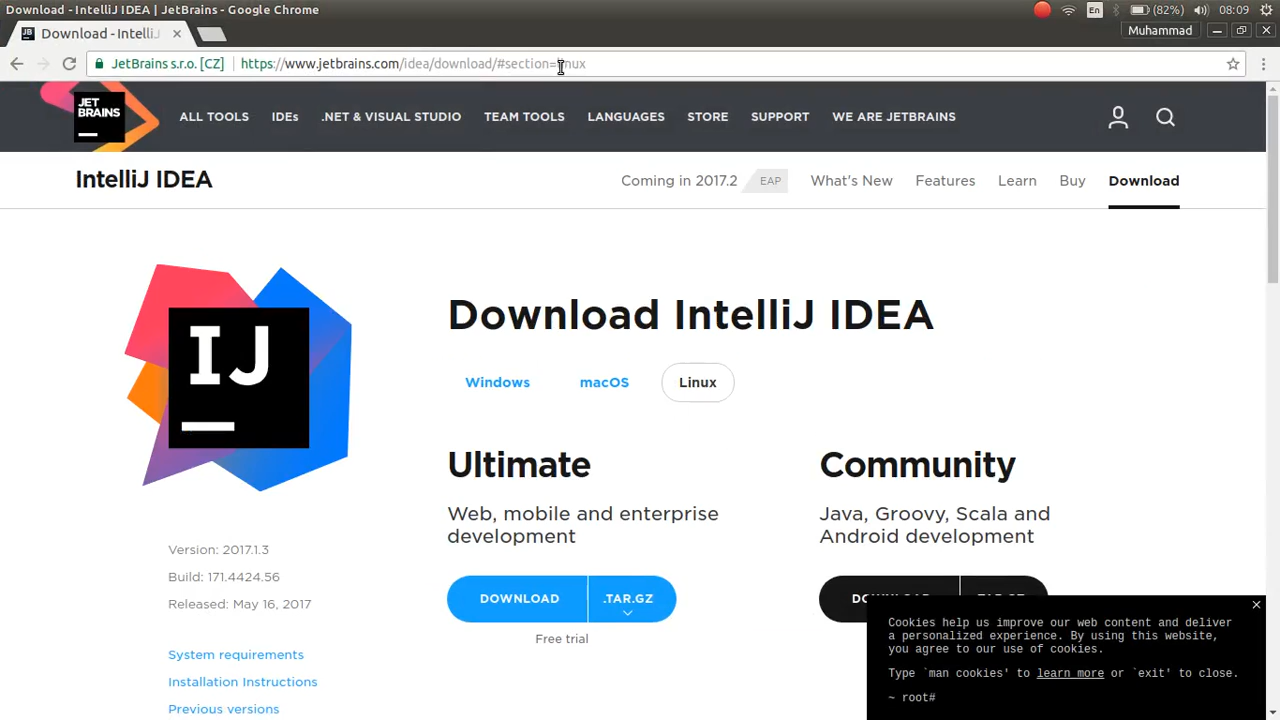 Download - IntelliJ IDEA | JetBrains - Google Chrome
En
(82%)
08:09
JB
Download - IntelliJ
Muhammad
JetBrains s.r.o. [CZ]
https://www.jetbrains.com/idea/download/#section=linux
JET
BRAINS
ALL TOOLS
IDEs
.NET & VISUAL STUDIO
TEAM TOOLS
LANGUAGES
STORE
SUPPORT
WE ARE JETBRAINS
IntelliJ IDEA
Coming in 2017.2
EAP
What's New
Features
Learn
Buy
Download
IJ
Download IntelliJ IDEA
Windows
macOS
Linux
Ultimate
Web, mobile and enterprise
development
DOWNLOAD
.TAR.GZ
Free trial
Community
Java, Groovy, Scala and
Android development
Version: 2017.1.3
Build: 171.4424.56
Released: May 16, 2017
System requirements
Installation Instructions
Previous versions
Cookies help us improve our web content and deliver
a personalized experience. By using this website,
you agree to our use of cookies.
Type `man cookies' to learn more or `exit' to close.
~ root#